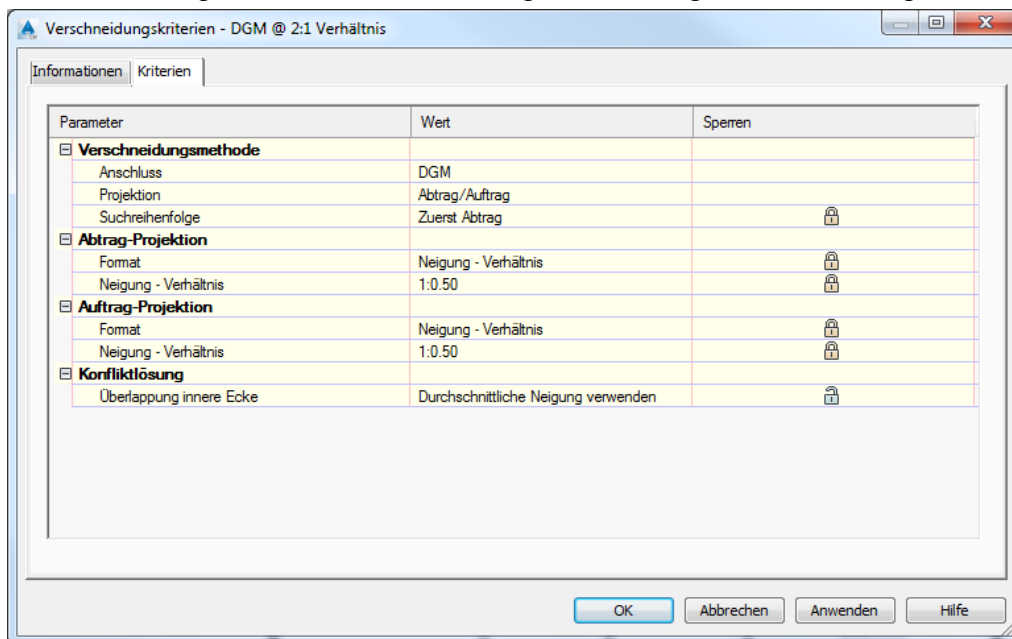 Verschneidungskriterien - DGM @ 2:1 Verhältnis
Informationen Kriterien
Parameter Wert Sperren
Verschneidungsmethode
Anschluss DGM
Projektion Abtrag/Auftrag
Suchreihenfolge Zuerst Abtrag
Abtrag-Projektion
Format Neigung - Verhältnis
Neigung - Verhältnis 1:0.50
Auftrag-Projektion
Format Neigung - Verhältnis
Neigung - Verhältnis 1:0.50
Konfliktlösung
Überlappung innere Ecke Durchschnittliche Neigung verwenden
OK Abbrechen Anwenden Hilfe